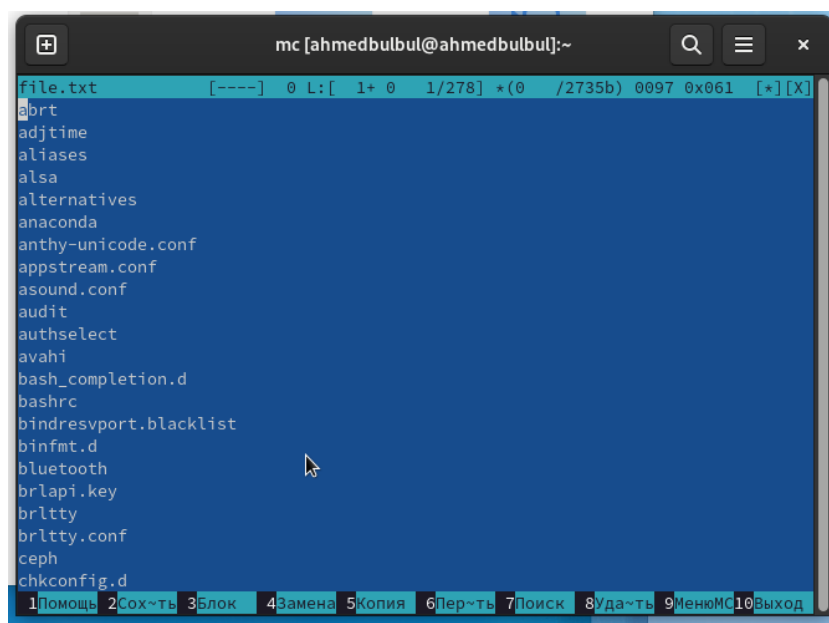 mc [ahmedbulbul@ahmedbulbul]:~
file.txt [----] 0 L:[ 1+ 0 1/278] *(0 /2735b) 0097 0x061 [*][X]
abrt
adjtime
aliases
alsa
alternatives
anaconda
anthy-unicode.conf
appstream.conf
asound.conf
audit
authselect
avahi
bash_completion.d
bashrc
bindresvport.blacklist
binfmt.d
bluetooth
brlapi.key
brltty
brltty.conf
ceph
chkconfig.d
1Помощь 2Сох~ть 3Блок 4Замена 5Копия 6Пер~ть 7Поиск 8Уда~ть 9МенюMC10Выход